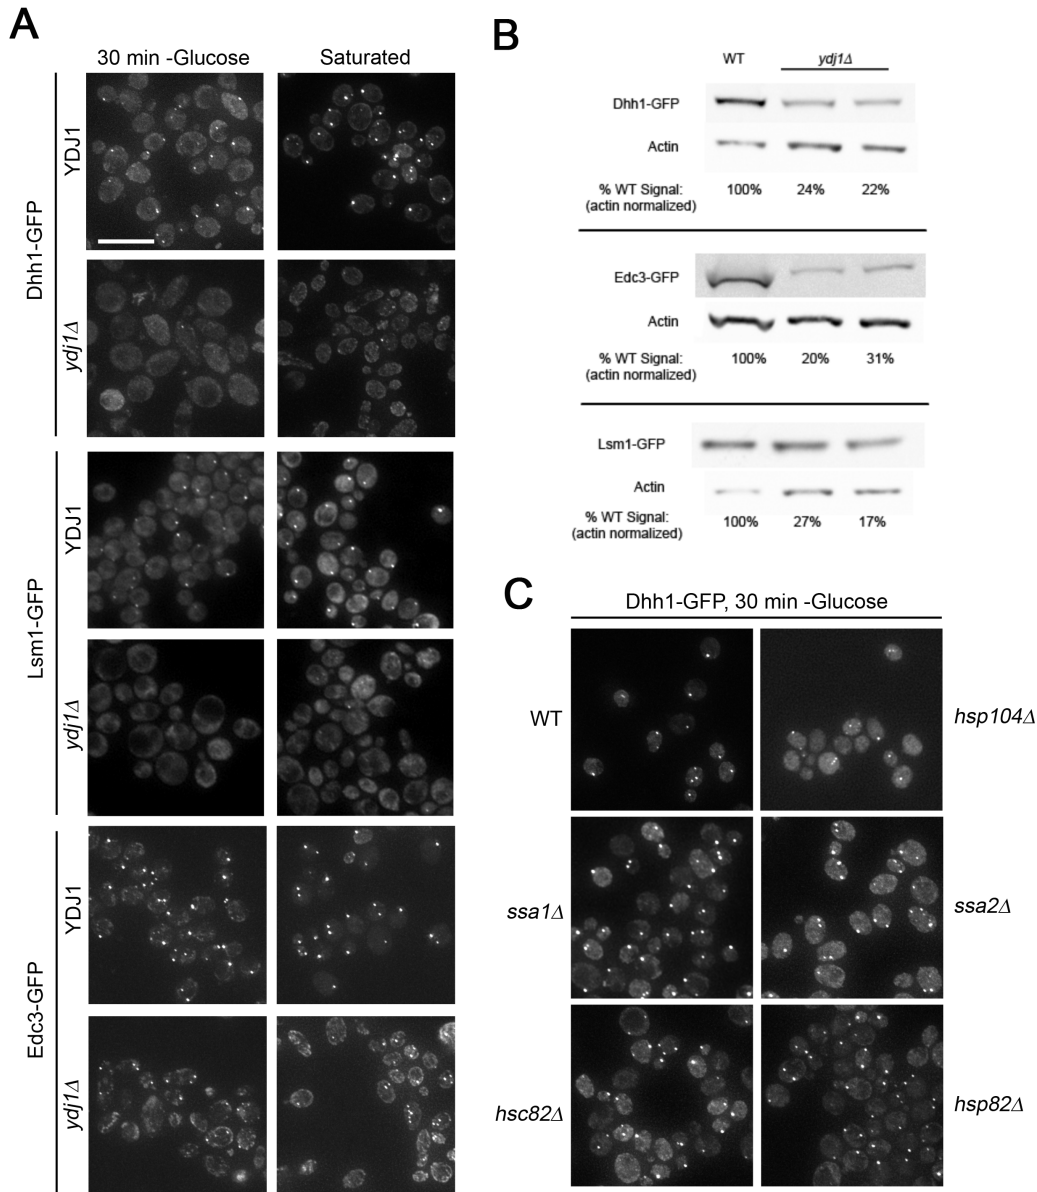 A
30 min -Glucose
Saturated
Dhh1-GFP
YDJ1
ydj1Δ
Lsm1-GFP
YDJ1
ydj1Δ
Edc3-GFP
YDJ1
ydj1Δ
B
WT
ydj1Δ
Dhh1-GFP
Actin
% WT Signal: 100% 24% 22%
(actin normalized)
Edc3-GFP
Actin
% WT Signal: 100% 20% 31%
(actin normalized)
Lsm1-GFP
Actin
% WT Signal: 100% 27% 17%
(actin normalized)
C
Dhh1-GFP, 30 min -Glucose
WT
hsp104Δ
ssa1Δ
ssa2Δ
hsc82Δ
hsp82Δ